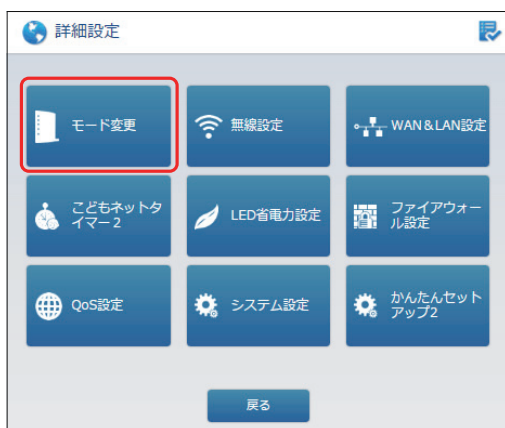 詳細設定
モード変更
無線設定
WAN&LAN設定
こどもネットタ
イマー2
LED省電力設定
ファイアウォー
ル設定
QoS設定
システム設定
かんたんセット
アップ2
戻る